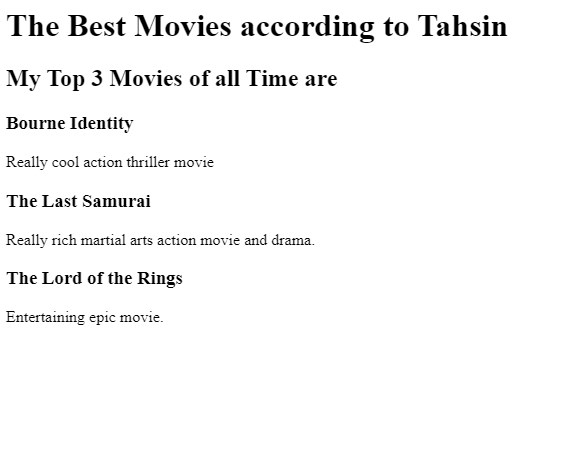 The Best Movies according to Tahsin
My Top 3 Movies of all Time are
Bourne Identity
Really cool action thriller movie
The Last Samurai
Really rich martial arts action movie and drama.
The Lord of the Rings
Entertaining epic movie.